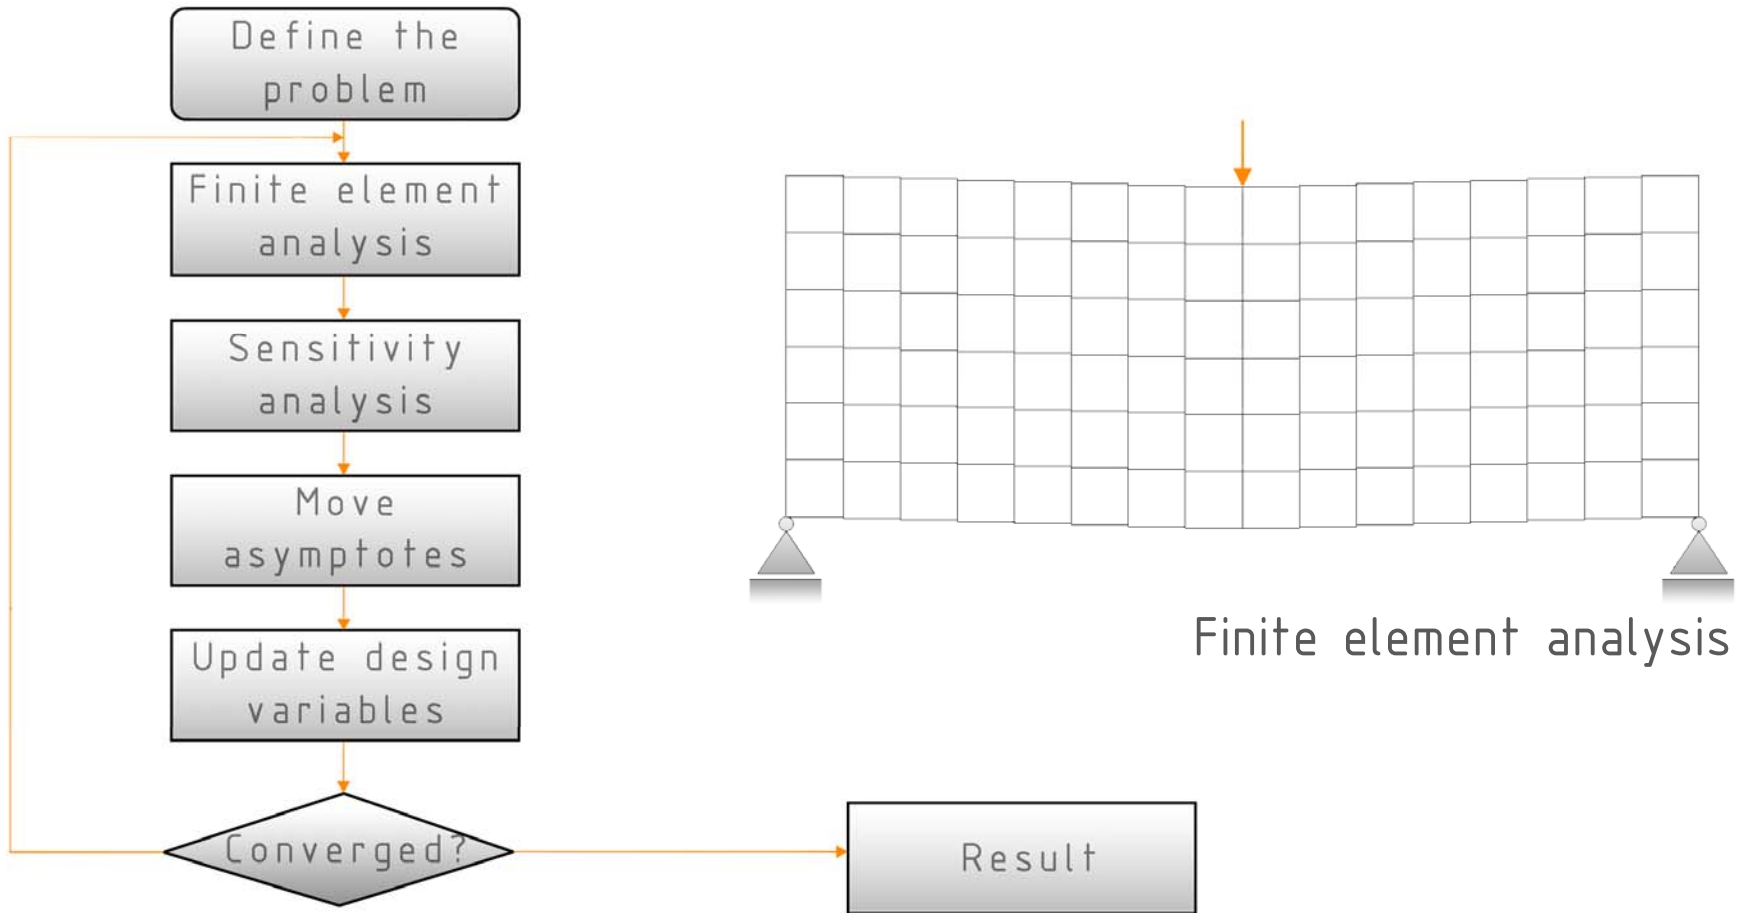 Define the
problem
Finite element
analysis
Sensitivity
analysis
Move
asymptotes
Update design
variables
Converged?
Result
Finite element analysis